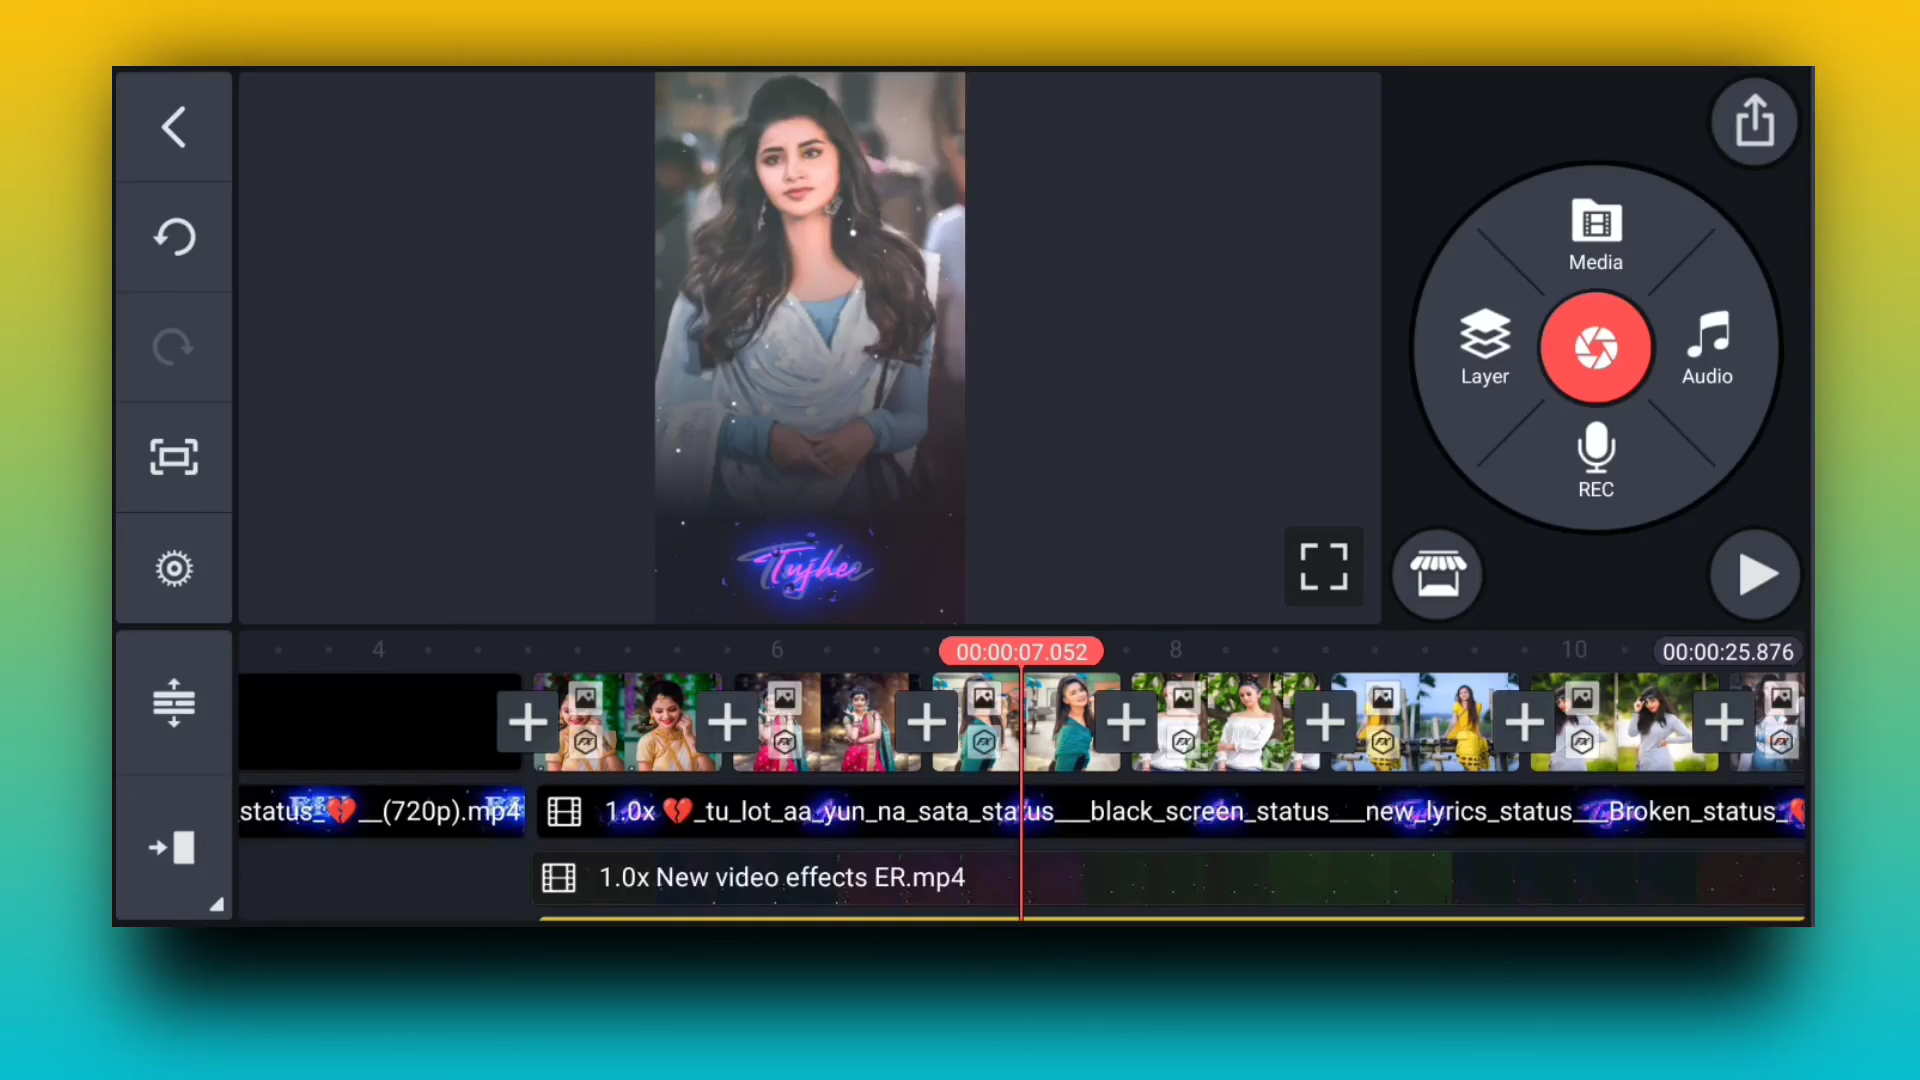 Media
Layer
Audio
REC
Tujhe
4
6
00:00:07.052
8
10
00:00:25.876
status_💔__(720p).mp4
1.0x 💔_tu_lot_aa_yun_na_sata_status___black_screen_status___new_lyrics_status___Broken_status_💔
1.0x New video effects ER.mp4